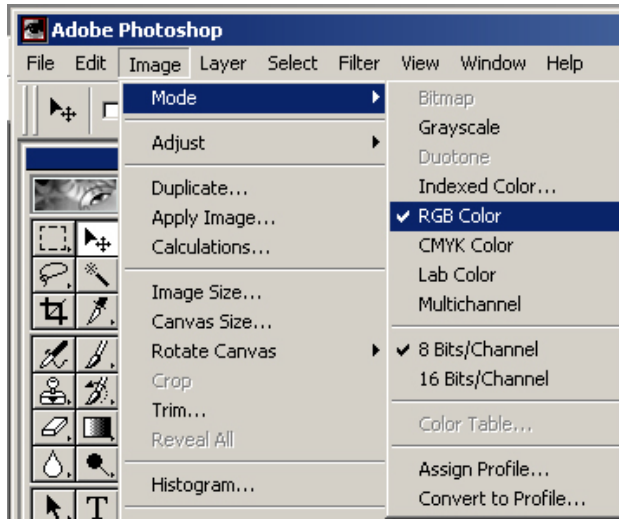 Adobe Photoshop
File Edit Image Layer Select Filter View Window Help
Mode
Adjust
Duplicate...
Apply Image...
Calculations...
Image Size...
Canvas Size...
Rotate Canvas
Crop
Trim...
Reveal All
Histogram...
Bitmap
Grayscale
Duotone
Indexed Color...
RGB Color
CMYK Color
Lab Color
Multichannel
8 Bits/Channel
16 Bits/Channel
Color Table...
Assign Profile...
Convert to Profile...
T